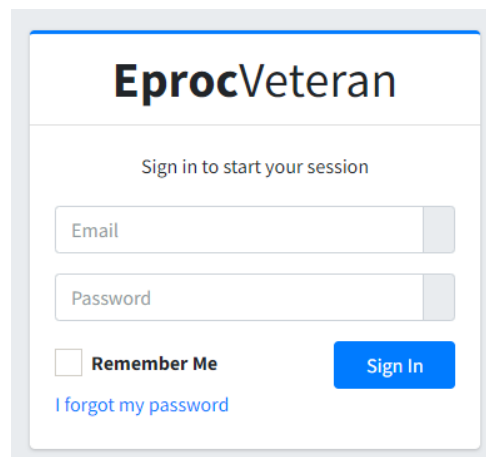 EprocVeteran
Sign in to start your session
Email
Password
Remember Me
Sign In
I forgot my password